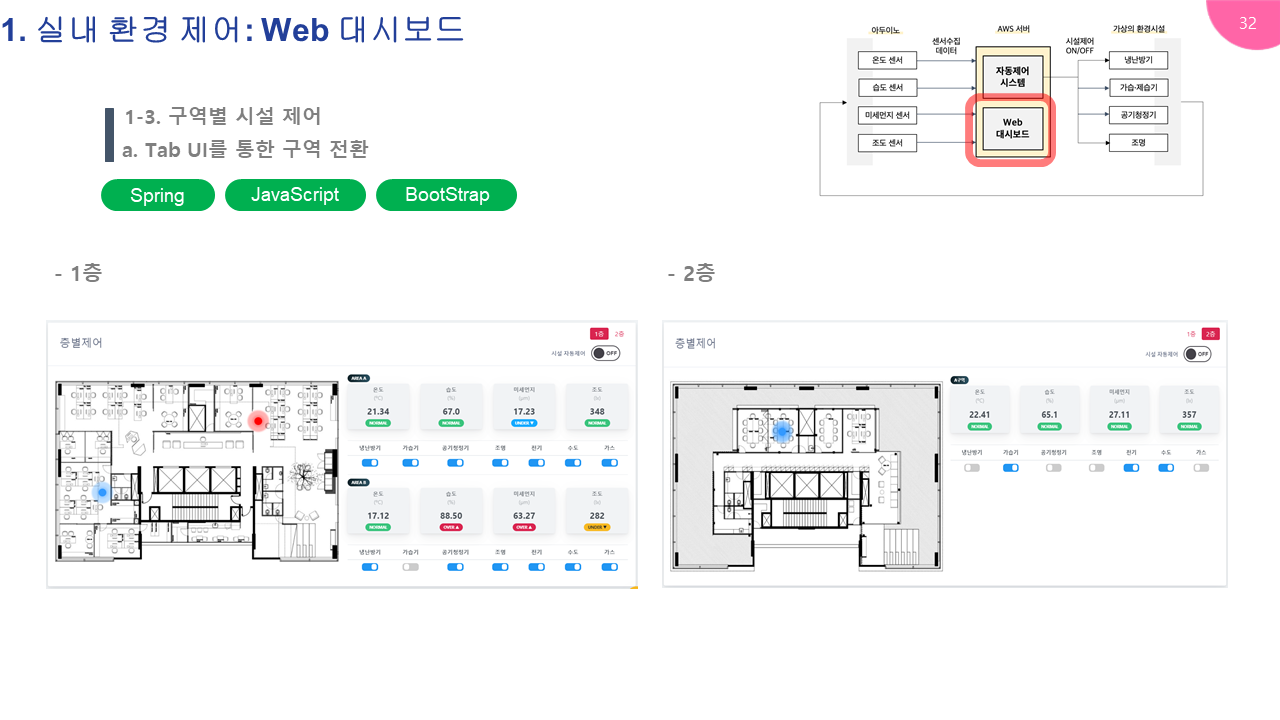 1. 실내 환경 제어: Web 대시보드
32
1-3. 구역별 시설 제어
a. Tab UI를 통한 구역 전환
Spring
JavaScript
BootStrap
아두이노
센서수집
데이터
AWS 서버
시설제어
ON/OFF
가상의 환경시설
온도 센서
습도 센서
미세먼지 센서
조도 센서
자동제어
시스템
Web
대시보드
냉난방기
가습·제습기
공기청정기
조명
- 1층
층별제어
1층 2층
시설 자동제어 OFF
AREA A
온도 습도 미세먼지 조도
(°C) (%) (μm) (lx)
21.34 67.0 17.23 348
NORMAL NORMAL UNDER ▼ NORMAL
냉난방기 가습기 공기청정기 조명 전기 수도 가스
AREA B
온도 습도 미세먼지 조도
(°C) (%) (μm) (lx)
17.12 88.50 63.27 282
NORMAL OVER ▲ OVER ▲ UNDER ▼
냉난방기 가습기 공기청정기 조명 전기 수도 가스
- 2층
층별제어
1층 2층
시설 자동제어 OFF
A구역
온도 습도 미세먼지 조도
(°C) (%) (μm) (lx)
22.41 65.1 27.11 357
NORMAL NORMAL NORMAL NORMAL
냉난방기 가습기 공기청정기 조명 전기 수도 가스